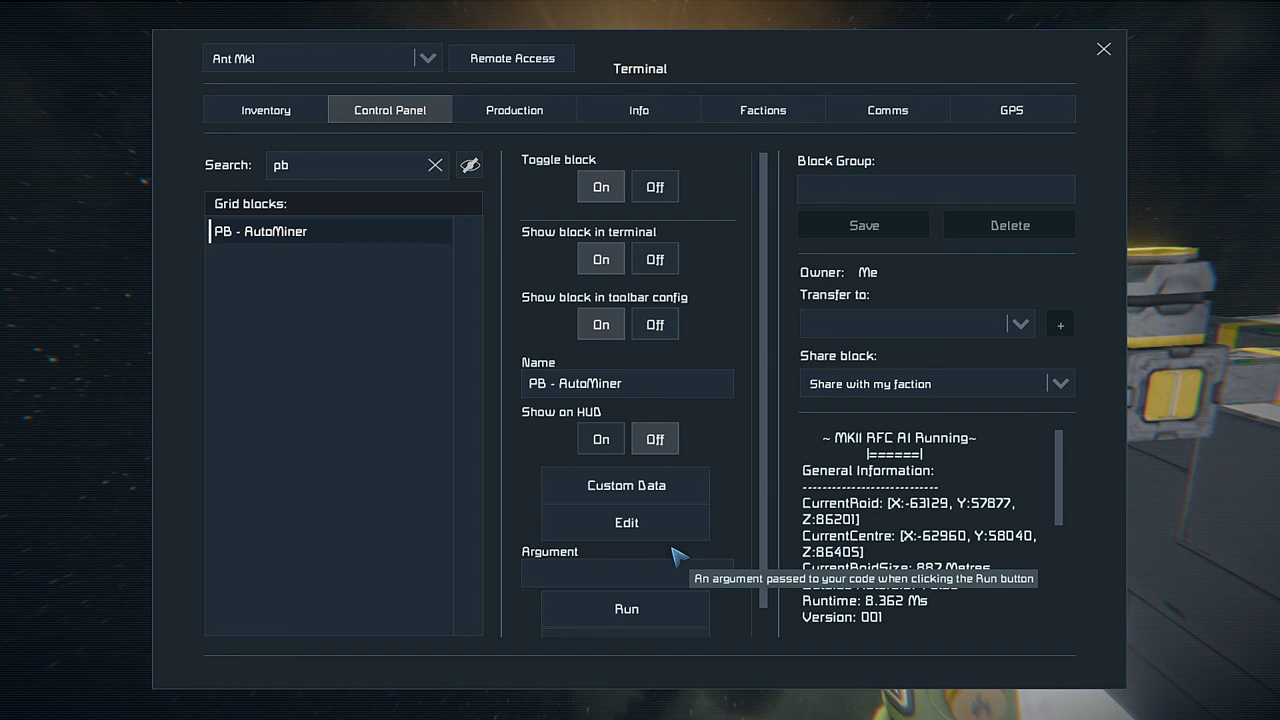 Ant Mk1
Remote Access
Terminal
Inventory
Control Panel
Production
Info
Factions
Comms
GPS
Search:
pb
Grid blocks:
PB - AutoMiner
Toggle block
On
Off
Show block in terminal
On
Off
Show block in toolbar config
On
Off
Name
PB - AutoMiner
Show on HUD
On
Off
Custom Data
Edit
Argument
An argument passed to your code when clicking the Run button
Run
Block Group:
Save
Delete
Owner: Me
Transfer to:
+
Share block:
Share with my faction
~ MKII RFC AI Running~
|======|
General Information:
---------------------------
CurrentRoid: [X:-63129, Y:57877,
Z:86201]
CurrentCentre: [X:-62960, Y:58040,
Z:86405]
CurrentRoidSize: 887 Metres
Runtime: 8.362 Ms
Version: 001